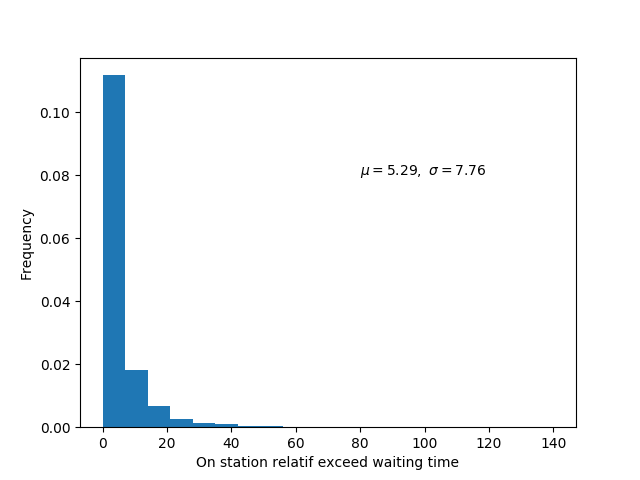 0.10
0.08
0.06
0.04
0.02
0.00
Frequency
μ = 5.29, σ = 7.76
0 20 40 60 80 100 120 140
On station relatif exceed waiting time